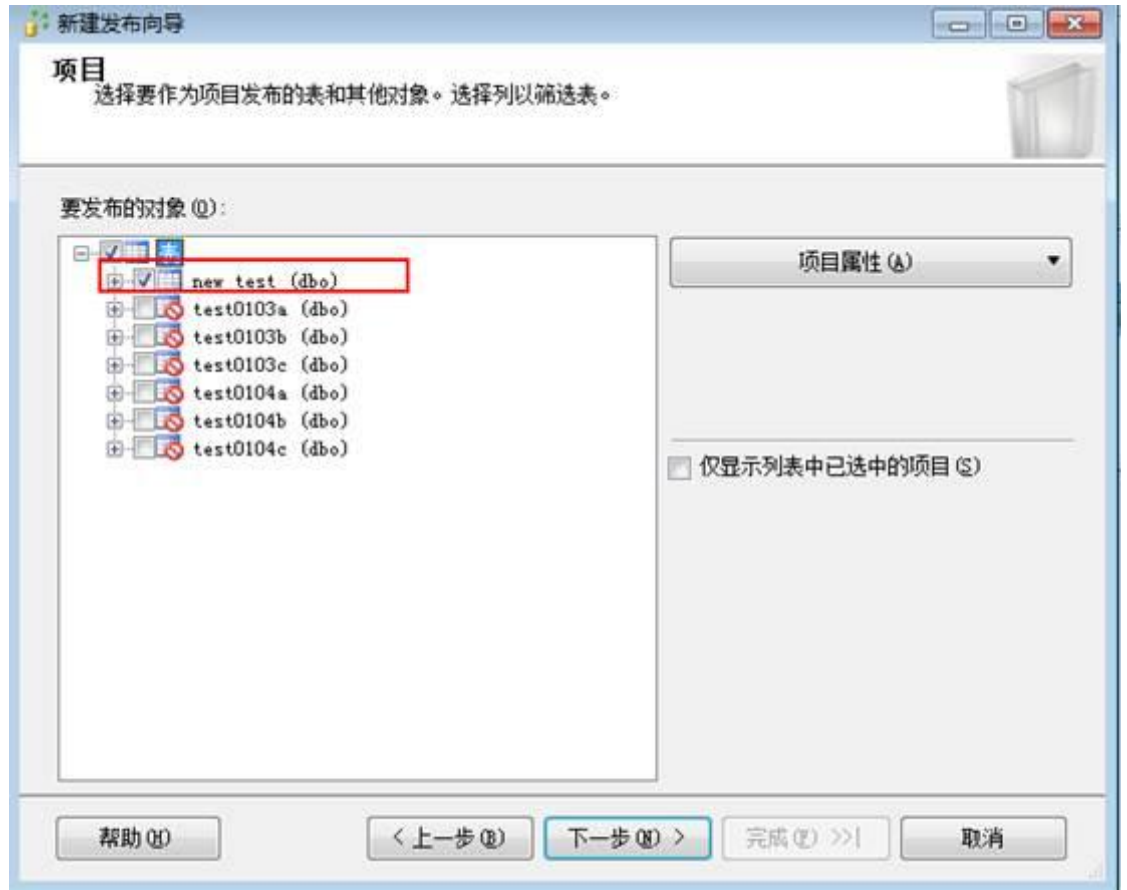 新建发布向导
项目
选择要作为项目发布的表和其他对象。选择列以筛选表。
要发布的对象(O):
表
new test (dbo)
test0103a (dbo)
test0103b (dbo)
test0103c (dbo)
test0104a (dbo)
test0104b (dbo)
test0104c (dbo)
项目属性(A)
仅显示列表中已选中的项目(S)
帮助(H)
<上一步(B)
下一步(N) >
完成(F) >>|
取消